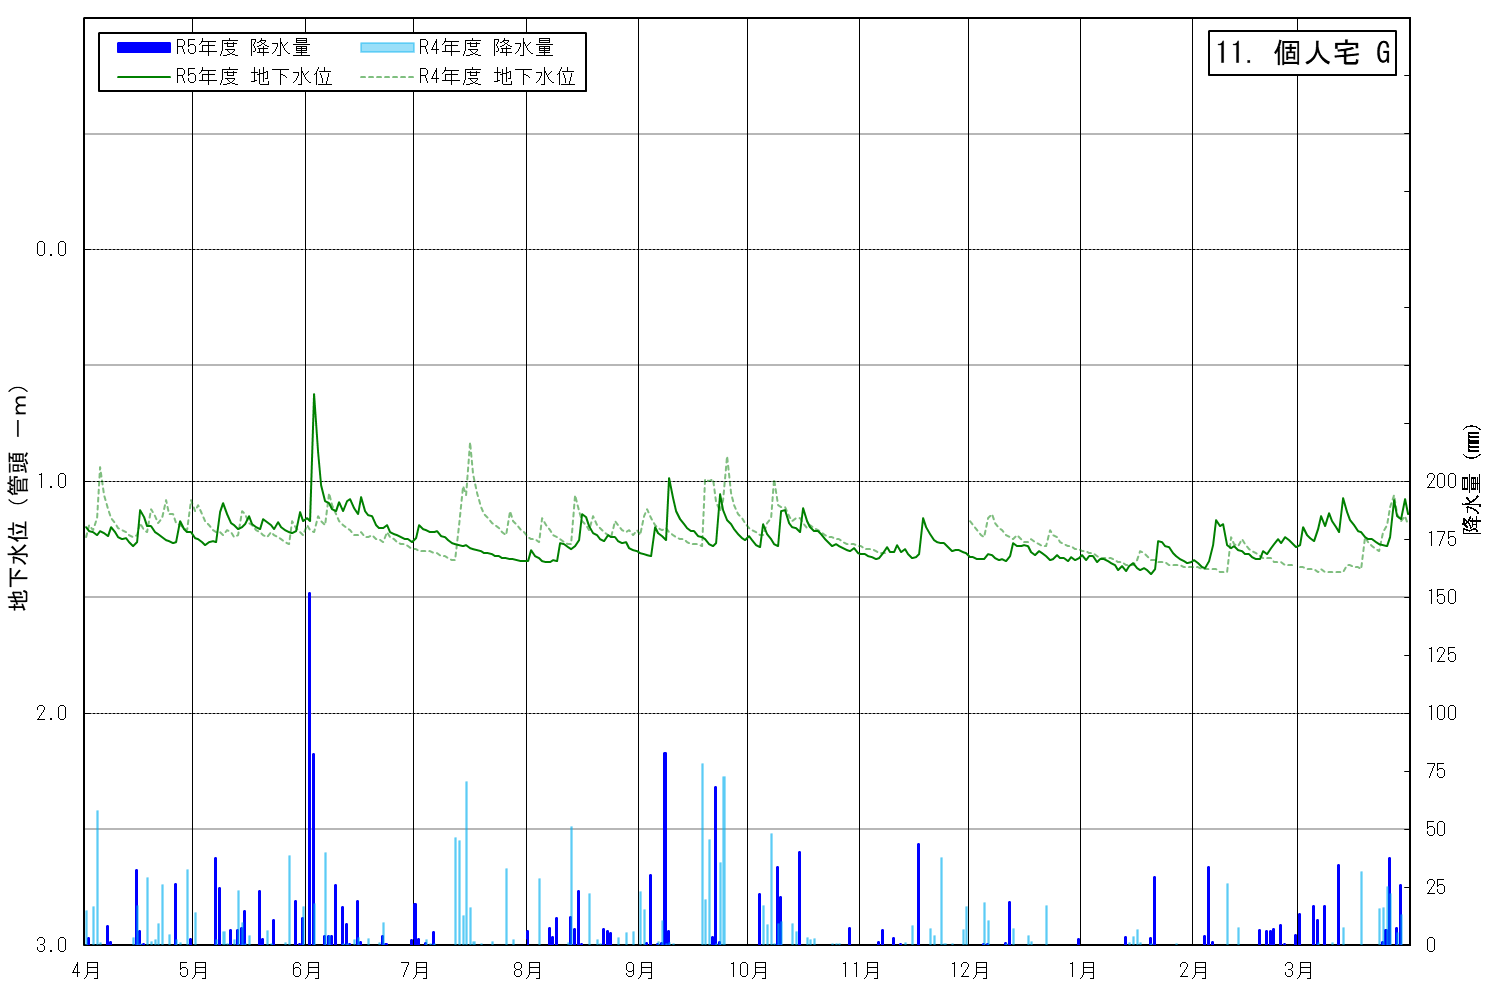 R5年度 降水量 R4年度 降水量
R5年度 地下水位 R4年度 地下水位
11. 個人宅 G
地下水位（管頭 －ｍ）
0.0
1.0
2.0
3.0
降水量 (㎜)
200
175
150
125
100
75
50
25
0
4月 5月 6月 7月 8月 9月 10月 11月 12月 1月 2月 3月